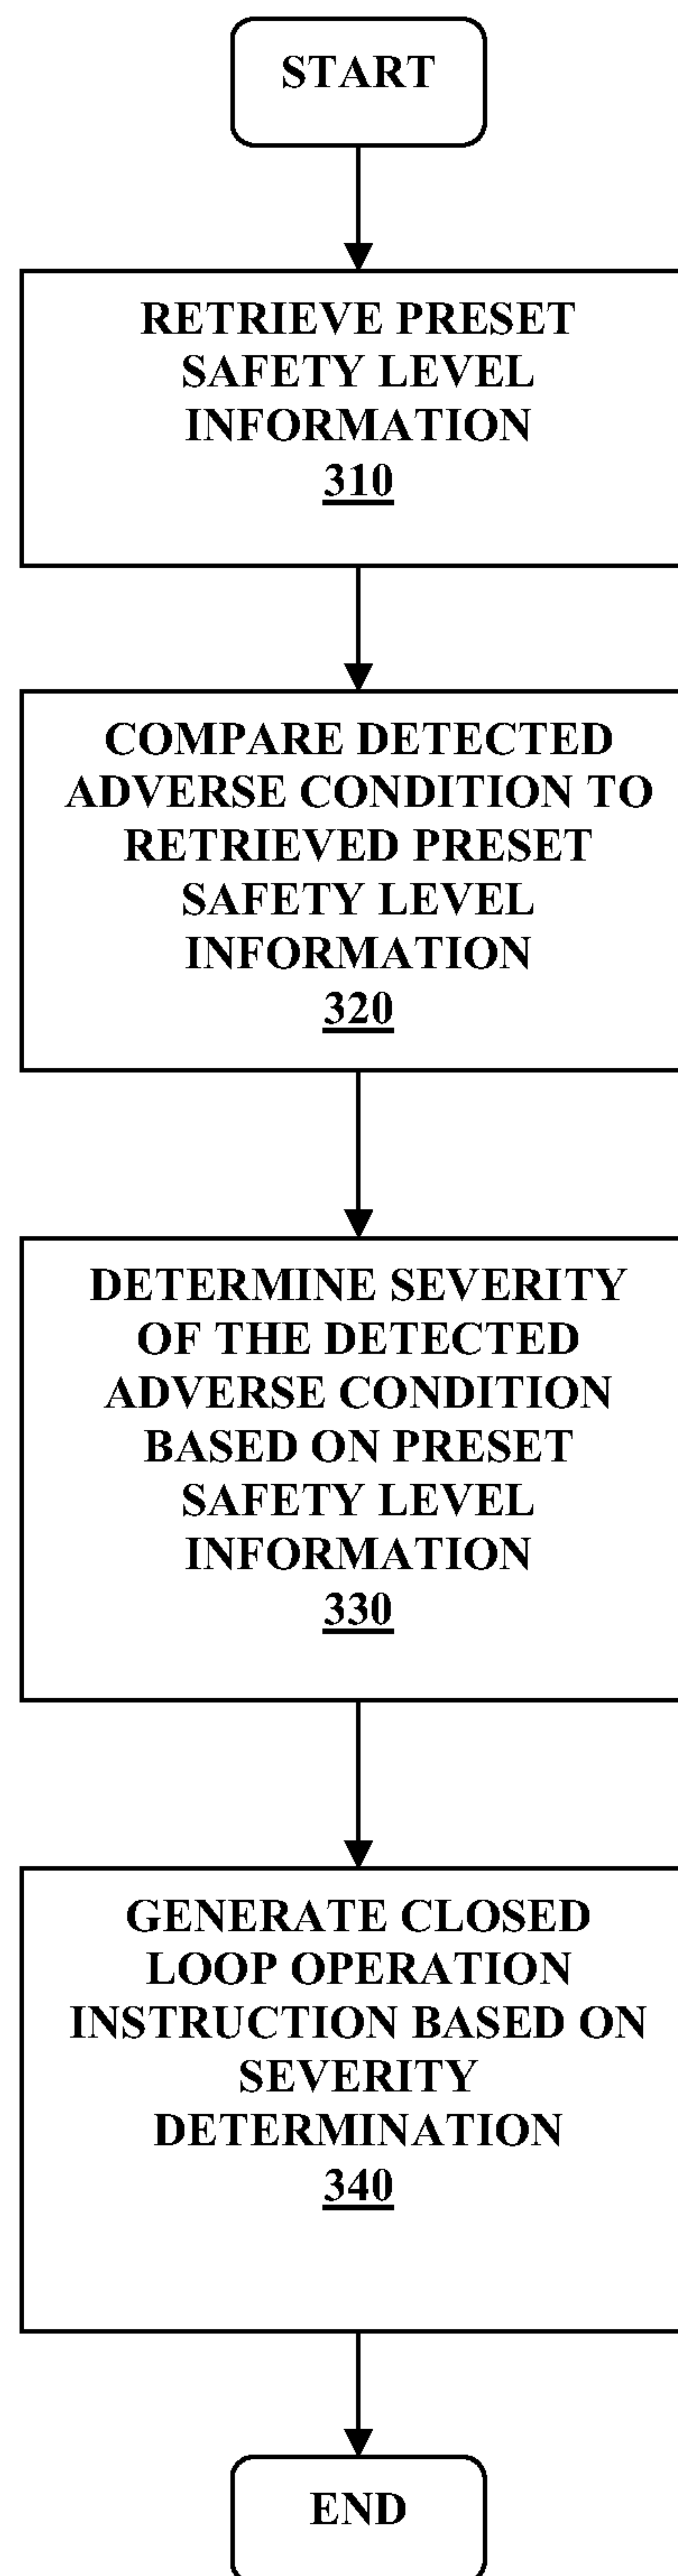 START
RETRIEVE PRESET
SAFETY LEVEL
INFORMATION
310
COMPARE DETECTED
ADVERSE CONDITION TO
RETRIEVED PRESET
SAFETY LEVEL
INFORMATION
320
DETERMINE SEVERITY
OF THE DETECTED
ADVERSE CONDITION
BASED ON PRESET
SAFETY LEVEL
INFORMATION
330
GENERATE CLOSED
LOOP OPERATION
INSTRUCTION BASED ON
SEVERITY
DETERMINATION
340
END